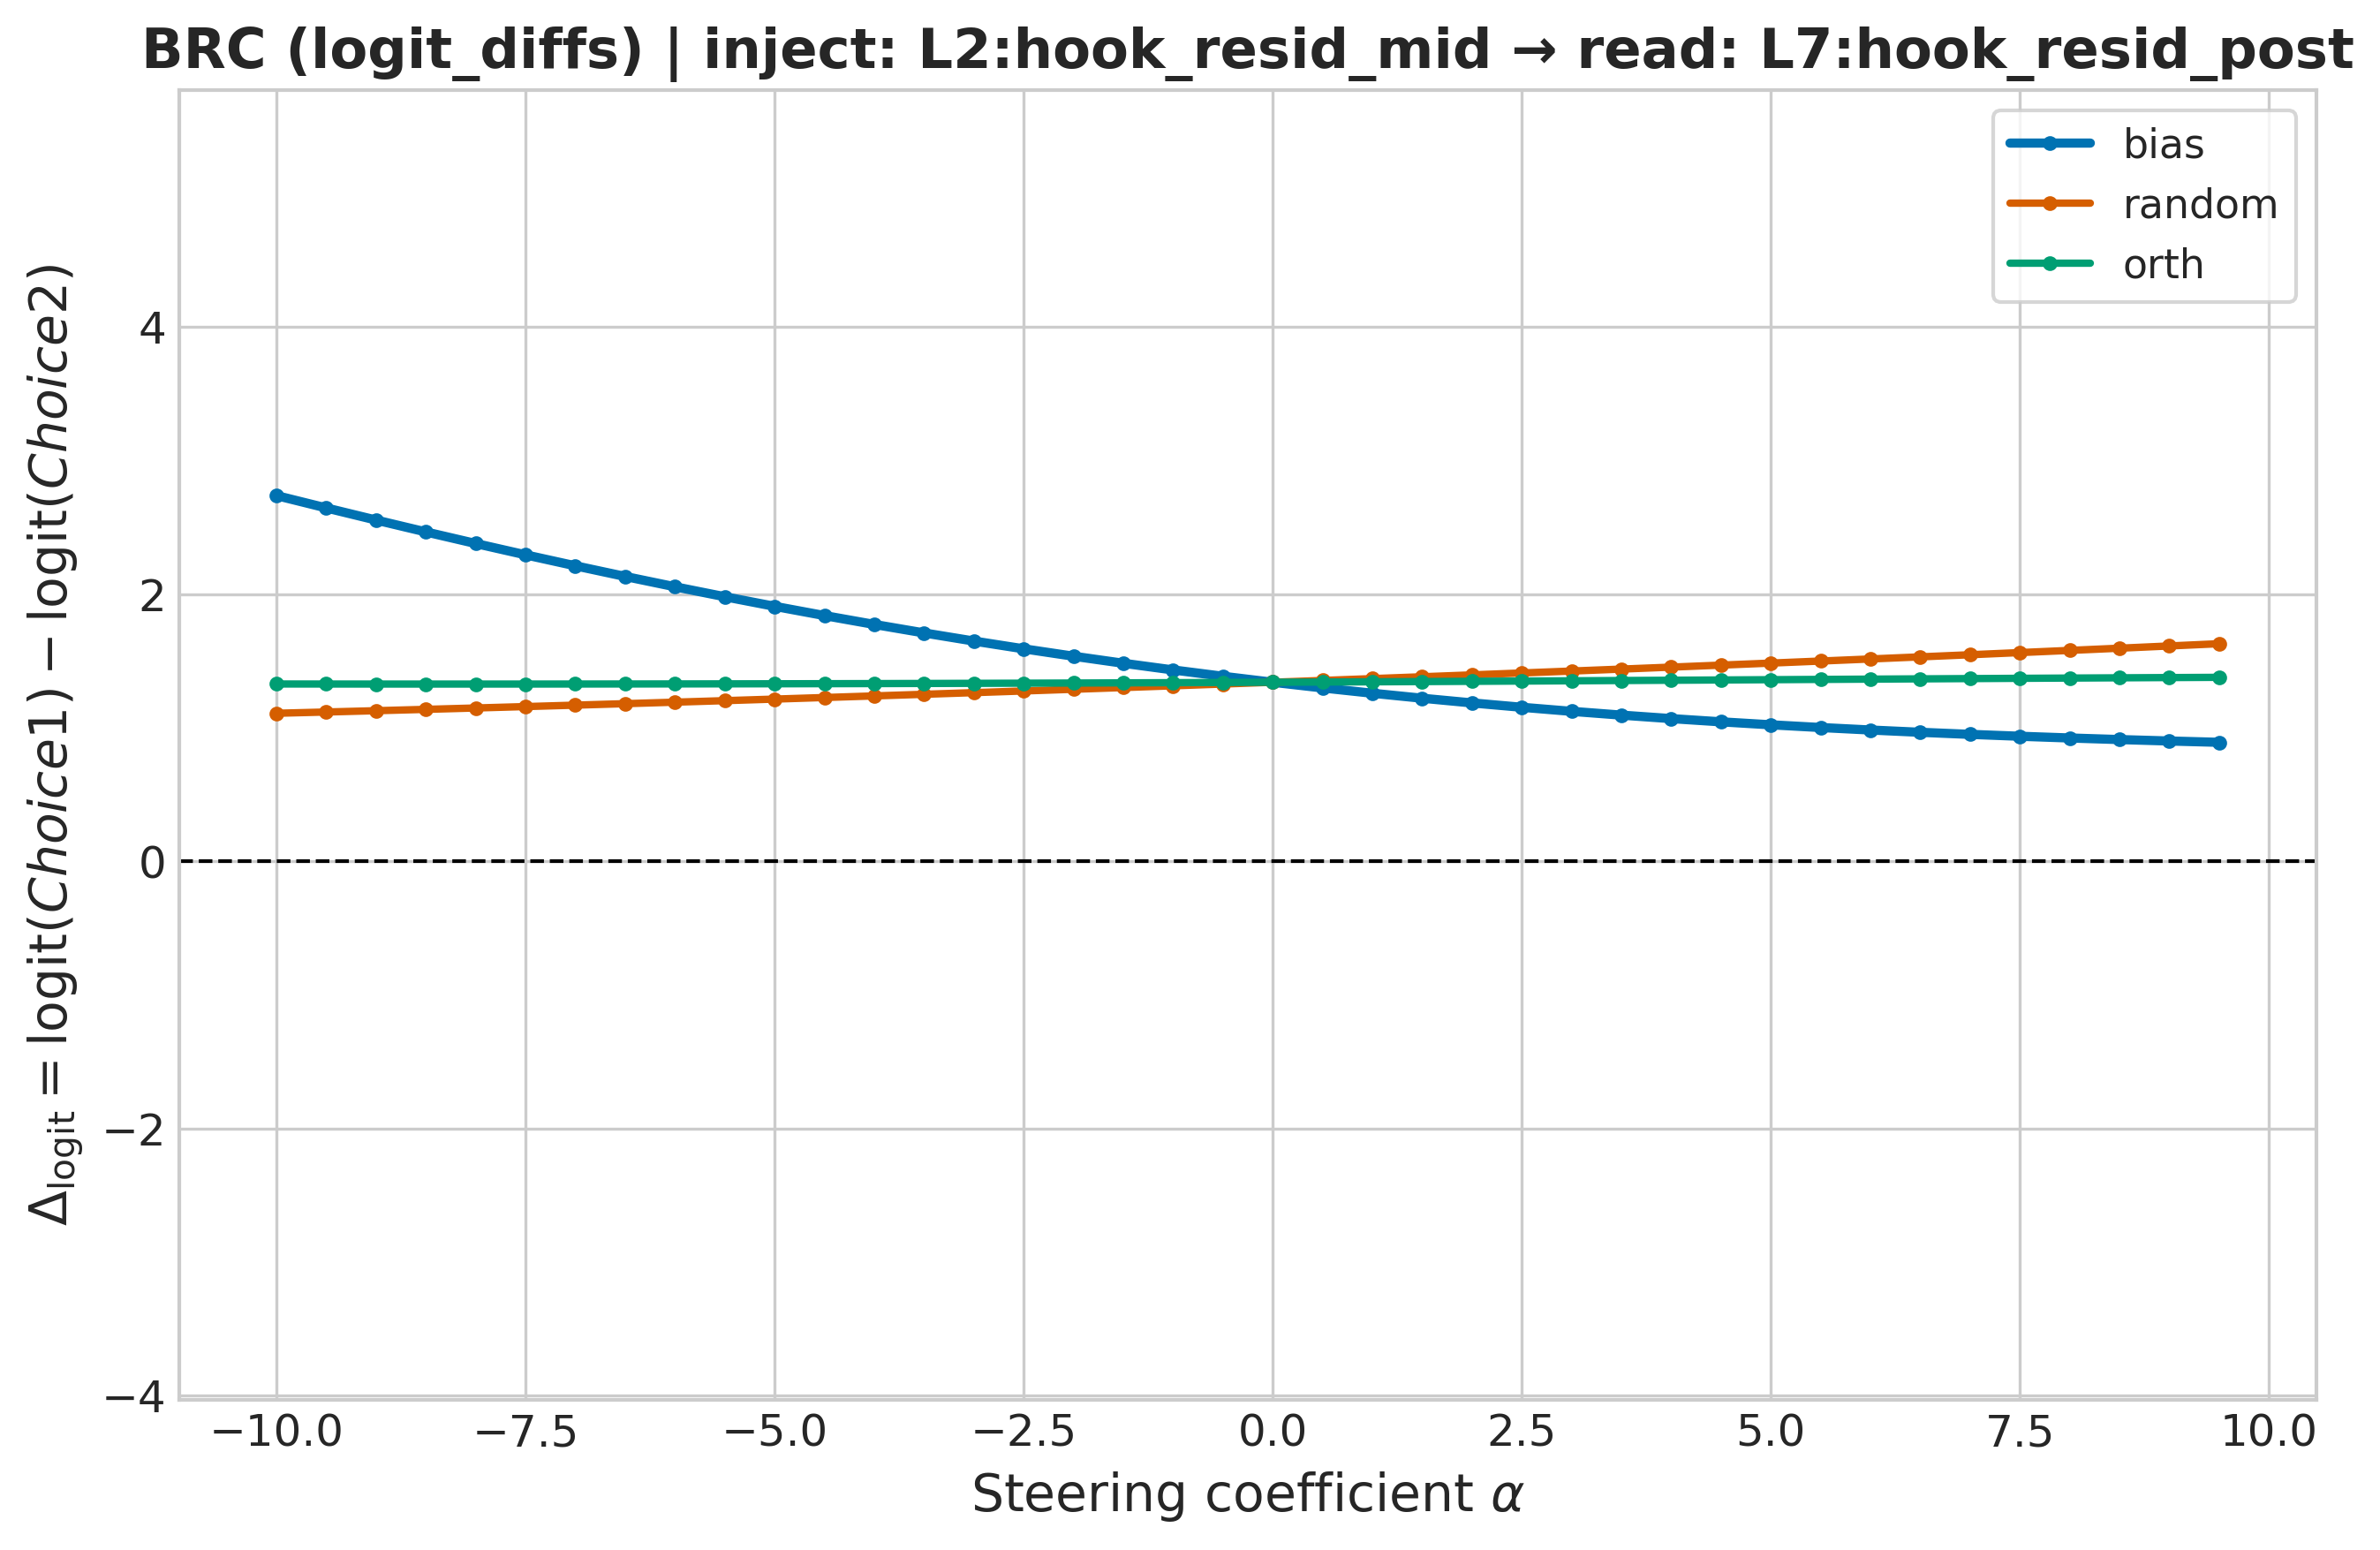 BRC (logit_diffs) | inject: L2:hook_resid_mid → read: L7:hook_resid_post
bias
random
orth
Δlogit = logit(Choice1) − logit(Choice2)
4
2
0
−2
−4
−10.0 −7.5 −5.0 −2.5 0.0 2.5 5.0 7.5 10.0
Steering coefficient α